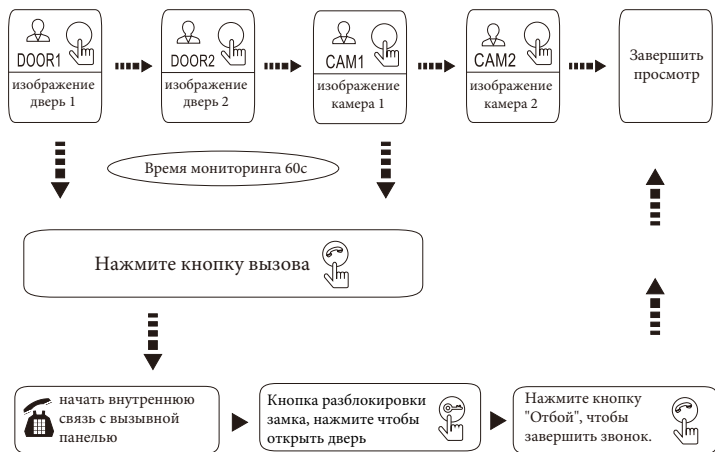 DOOR1
изображение
дверь 1
DOOR2
изображение
дверь 2
CAM1
изображение
камера 1
CAM2
изображение
камера 2
Завершить
просмотр
Время мониторинга 60с
Нажмите кнопку вызова
начать внутреннюю
связь с вызывной
панелью
Кнопка разблокировки
замка, нажмите чтобы
открыть дверь
Нажмите кнопку
"Отбой", чтобы
завершить звонок.